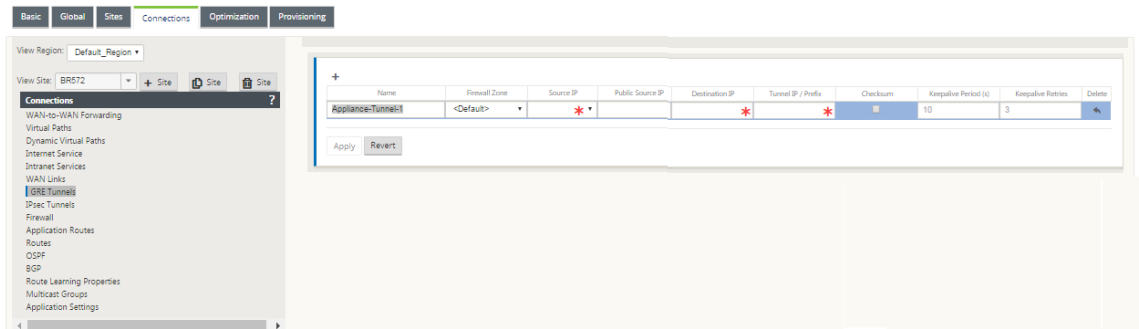 Basic Global Sites Connections Optimization Provisioning
View Region: Default_Region
View Site: BR572 + Site Site Site
Connections ?
WAN-to-WAN Forwarding
Virtual Paths
Dynamic Virtual Paths
Internet Service
Intranet Services
WAN Links
GRE Tunnels
IPsec Tunnels
Firewall
Application Routes
Routes
OSPF
BGP
Route Learning Properties
Multicast Groups
Application Settings
+
Name Firewall Zone Source IP Public Source IP Destination IP Tunnel IP / Prefix Checksum Keepalive Period (s) Keepalive Retries Delete
Appliance-Tunnel-1 <Default> * * * 10 3
Apply Revert